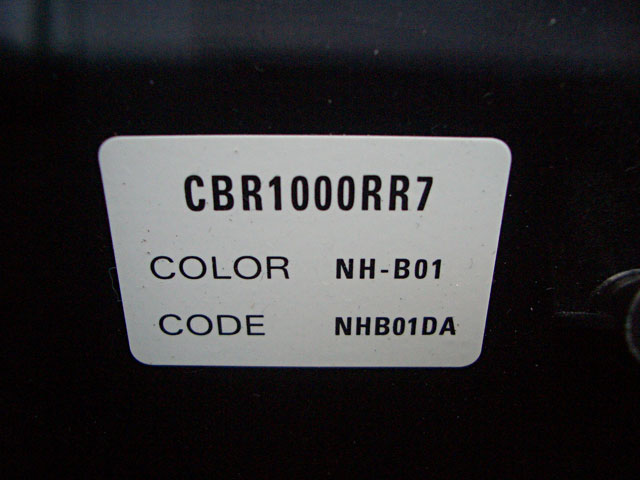 CBR1000RR7
COLOR NH-B01
CODE NHB01DA